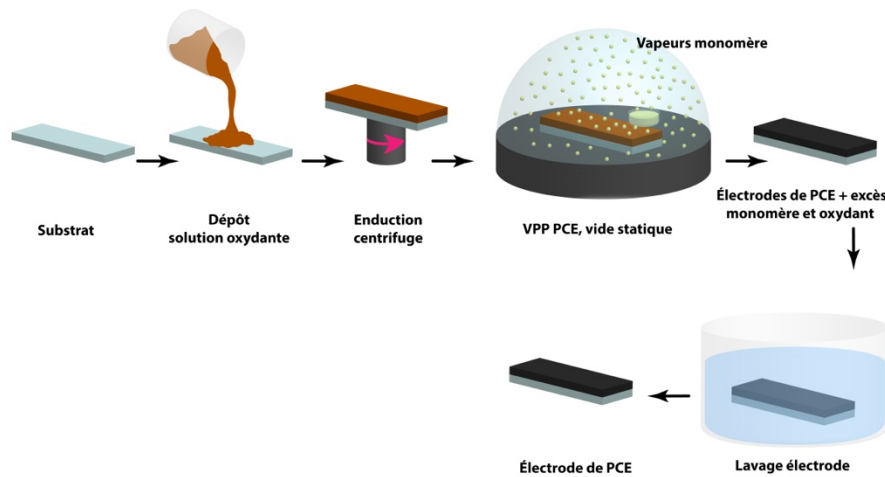 Vapeurs monomère
Substrat
Dépôt
solution oxydante
Enduction
centrifuge
VPP PCE, vide statique
Électrodes de PCE + excès
monomère et oxydant
Électrode de PCE
Lavage électrode